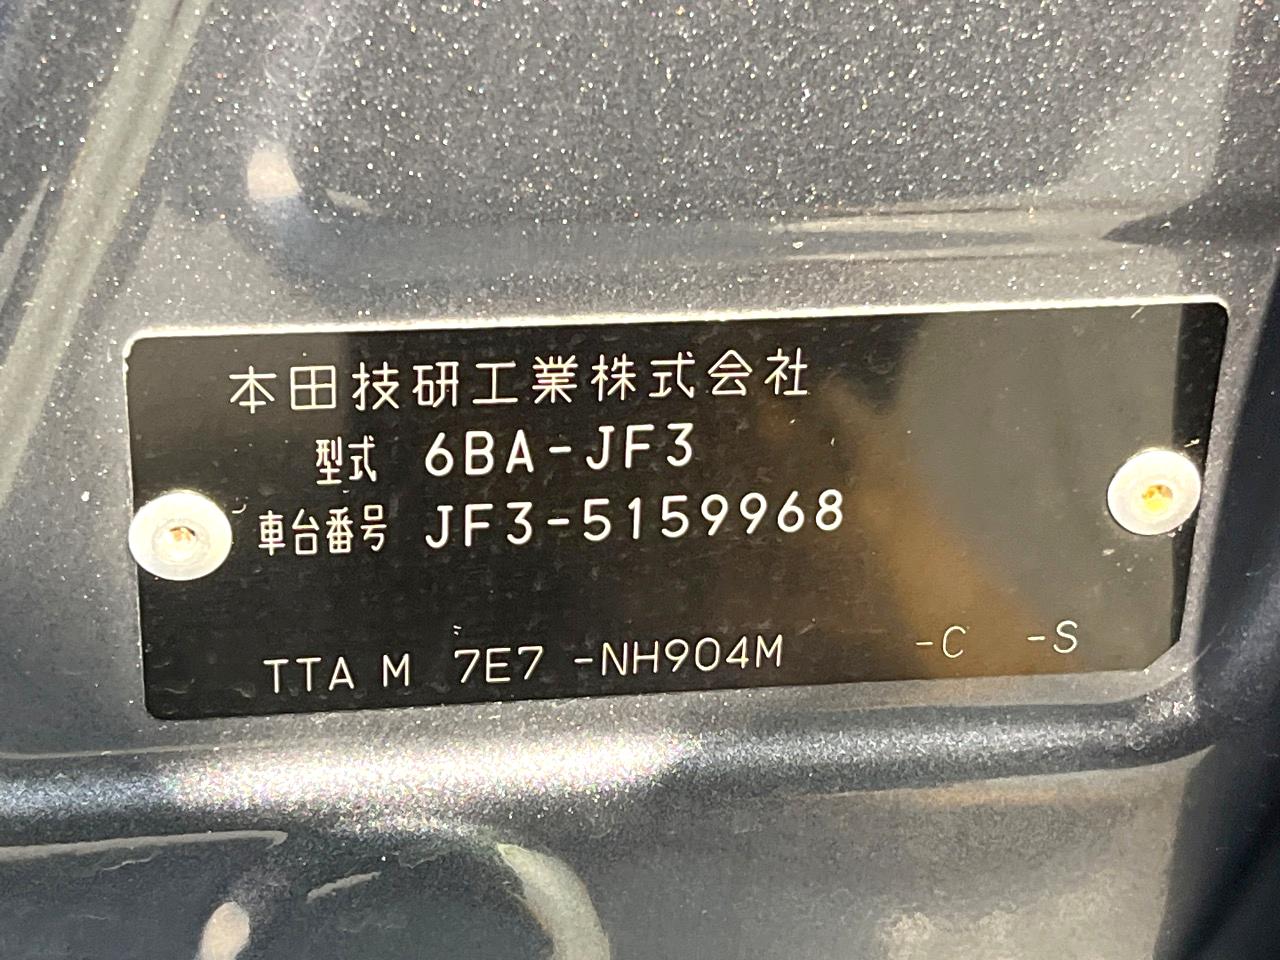 本田技研工業株式会社
型式 6BA-JF3
車台番号 JF3-5159968
TTA M 7E7 -NH904M -C -S